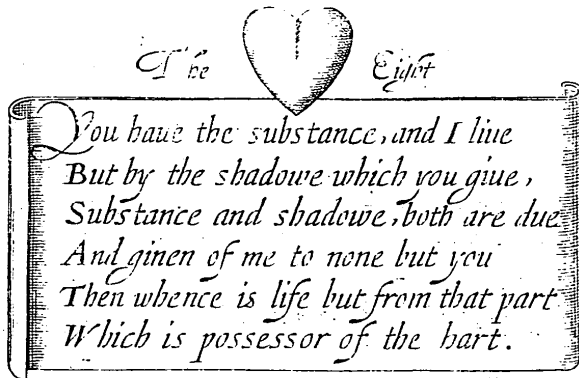 The Eight
You haue the substance, and I liue
But by the shadowe which you giue,
Substance and shadowe, both are due
And ginen of me to none but you
Then whence is life but from that part
Which is possessor of the hart.